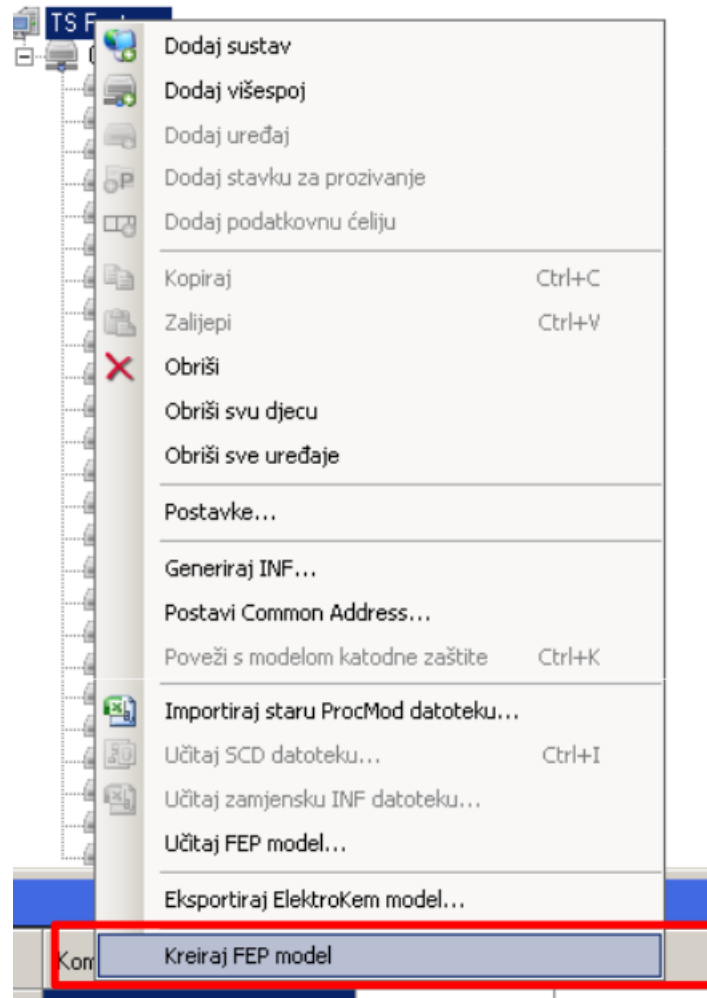 TS
Dodaj sustav
Dodaj višespoj
Dodaj uređaj
Dodaj stavku za prozivanje
Dodaj podatkovnu ćeliju
Kopiraj Ctrl+C
Zalijepi Ctrl+V
Obriši
Obriši svu djecu
Obriši sve uređaje
Postavke...
Generiraj INF...
Postavi Common Address...
Poveži s modelom katodne zaštite Ctrl+K
Importiraj staru ProcMod datoteku...
Učitaj SCD datoteku... Ctrl+I
Učitaj zamjensku INF datoteku...
Učitaj FEP model...
Eksportiraj ElektroKem model...
Kreiraj FEP model